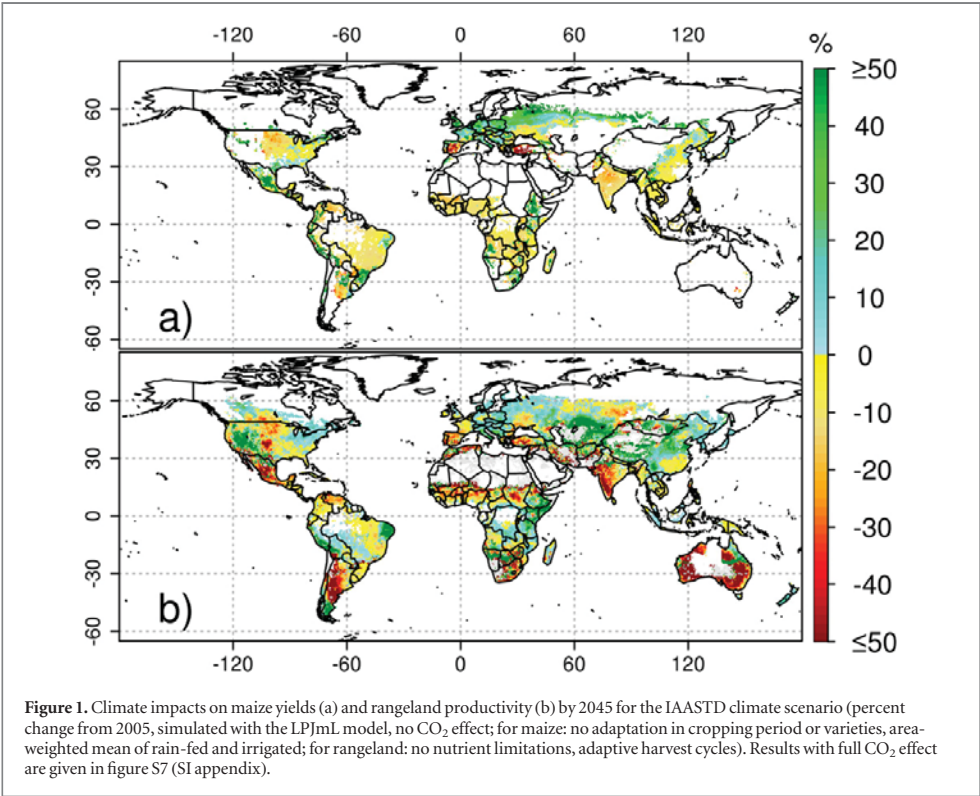 -120 -60 0 60 120
%
≥50
60
40
30
30
20
0
10
-30
0
a)
-60
-10
60
-20
30
-30
0
-40
-30
≤50
b)
-60
-120 -60 0 60 120
Figure 1. Climate impacts on maize yields (a) and rangeland productivity (b) by 2045 for the IAASTD climate scenario (percent
change from 2005, simulated with the LPJmL model, no CO₂ effect; for maize: no adaptation in cropping period or varieties, area-
weighted mean of rain-fed and irrigated; for rangeland: no nutrient limitations, adaptive harvest cycles). Results with full CO₂ effect
are given in figure S7 (SI appendix).